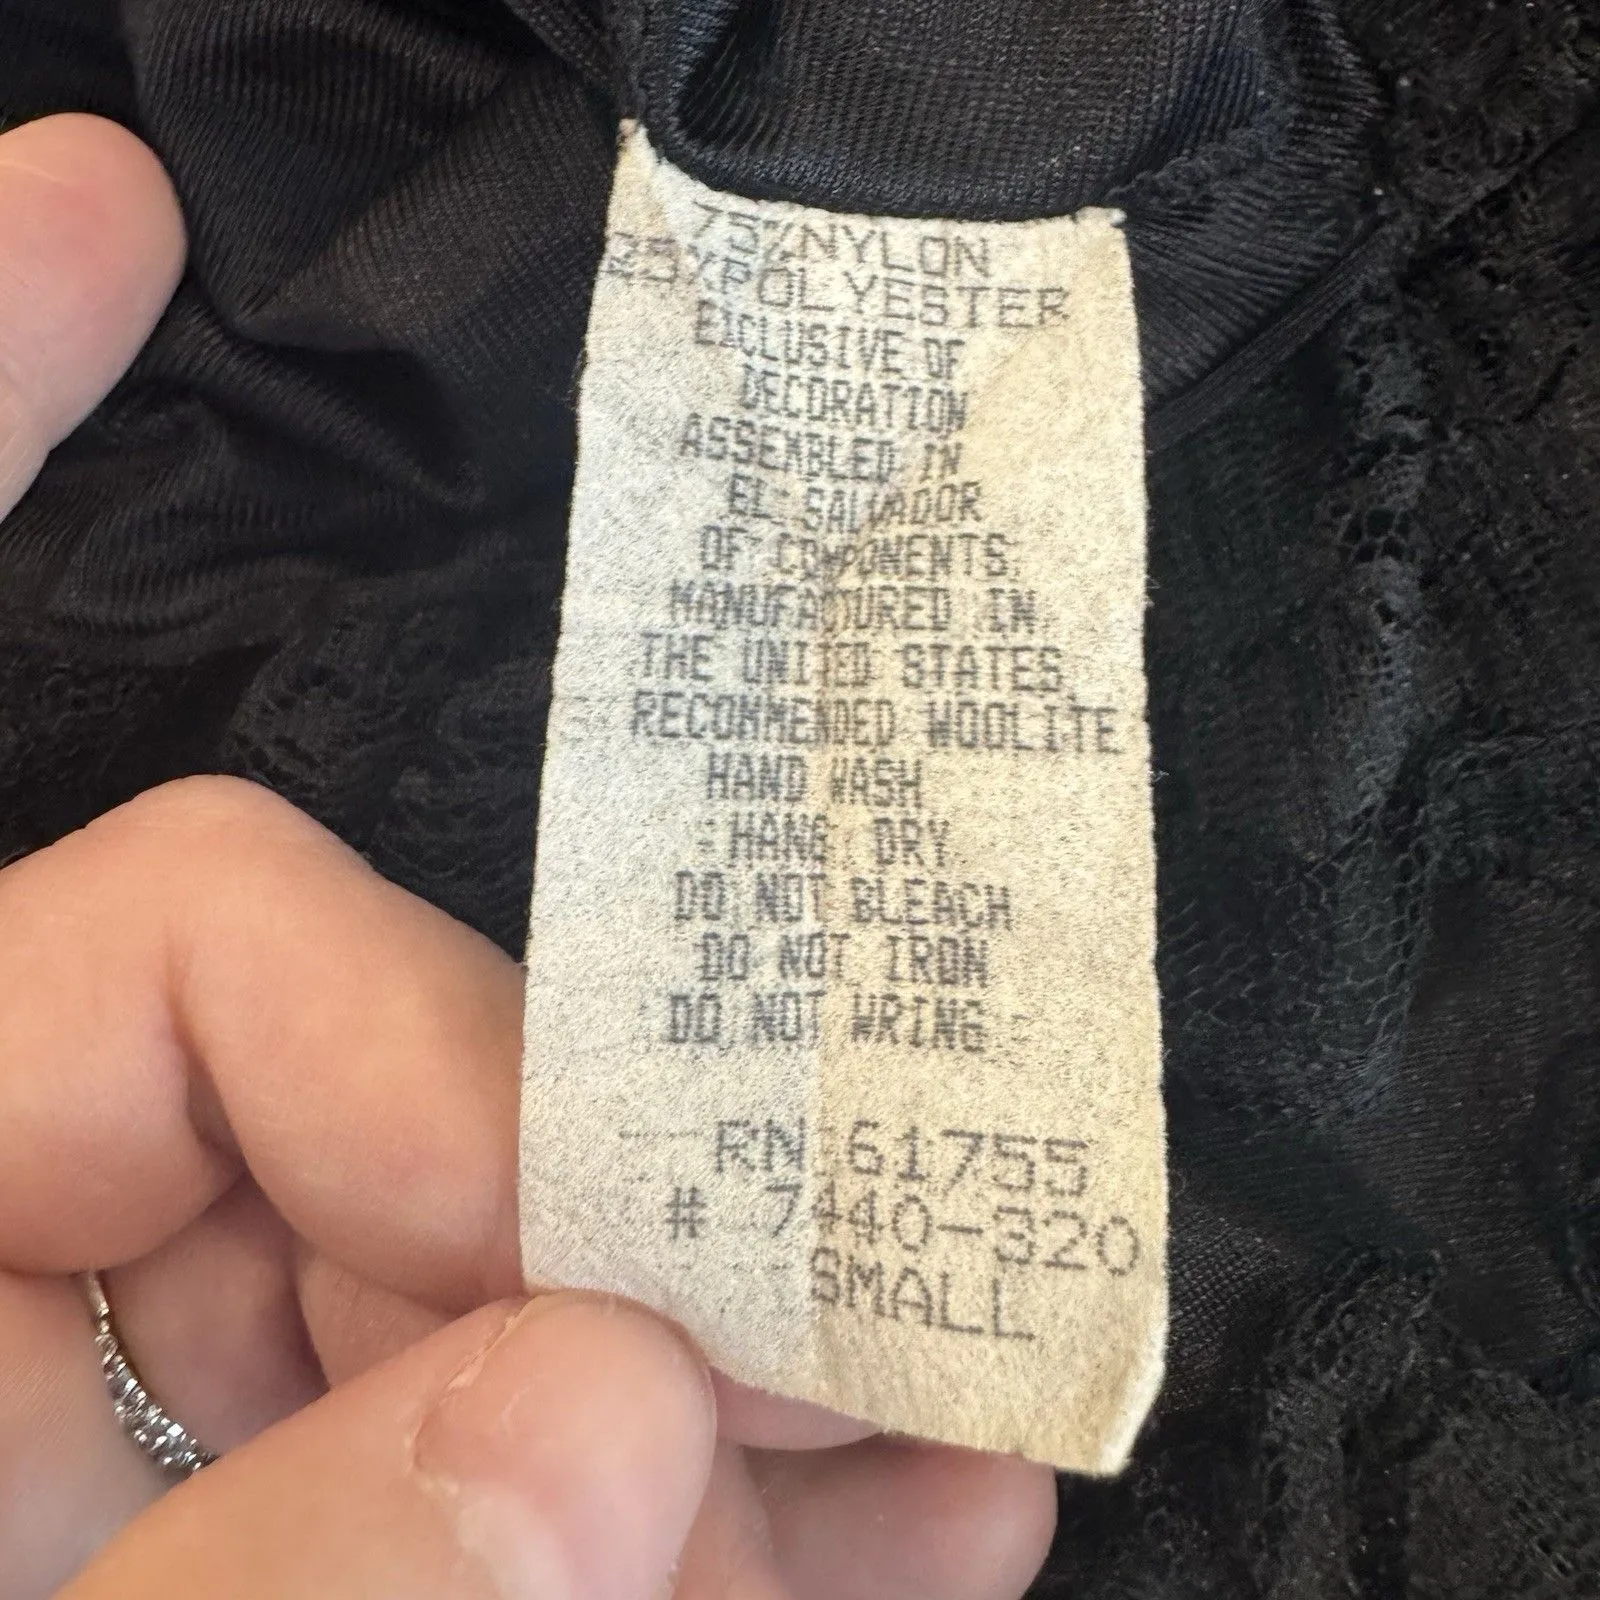 75%NYLON
25%POLYESTER
EXCLUSIVE OF
DECORATION
ASSEMBLED IN
EL SALVADOR
OF COMPONENTS
MANUFACTURED IN
THE UNITED STATES
RECOMMENDED WOOLITE
HAND WASH
HANG DRY
DO NOT BLEACH
DO NOT IRON
DO NOT WRING
RN 61755
# 7440-320
SMALL